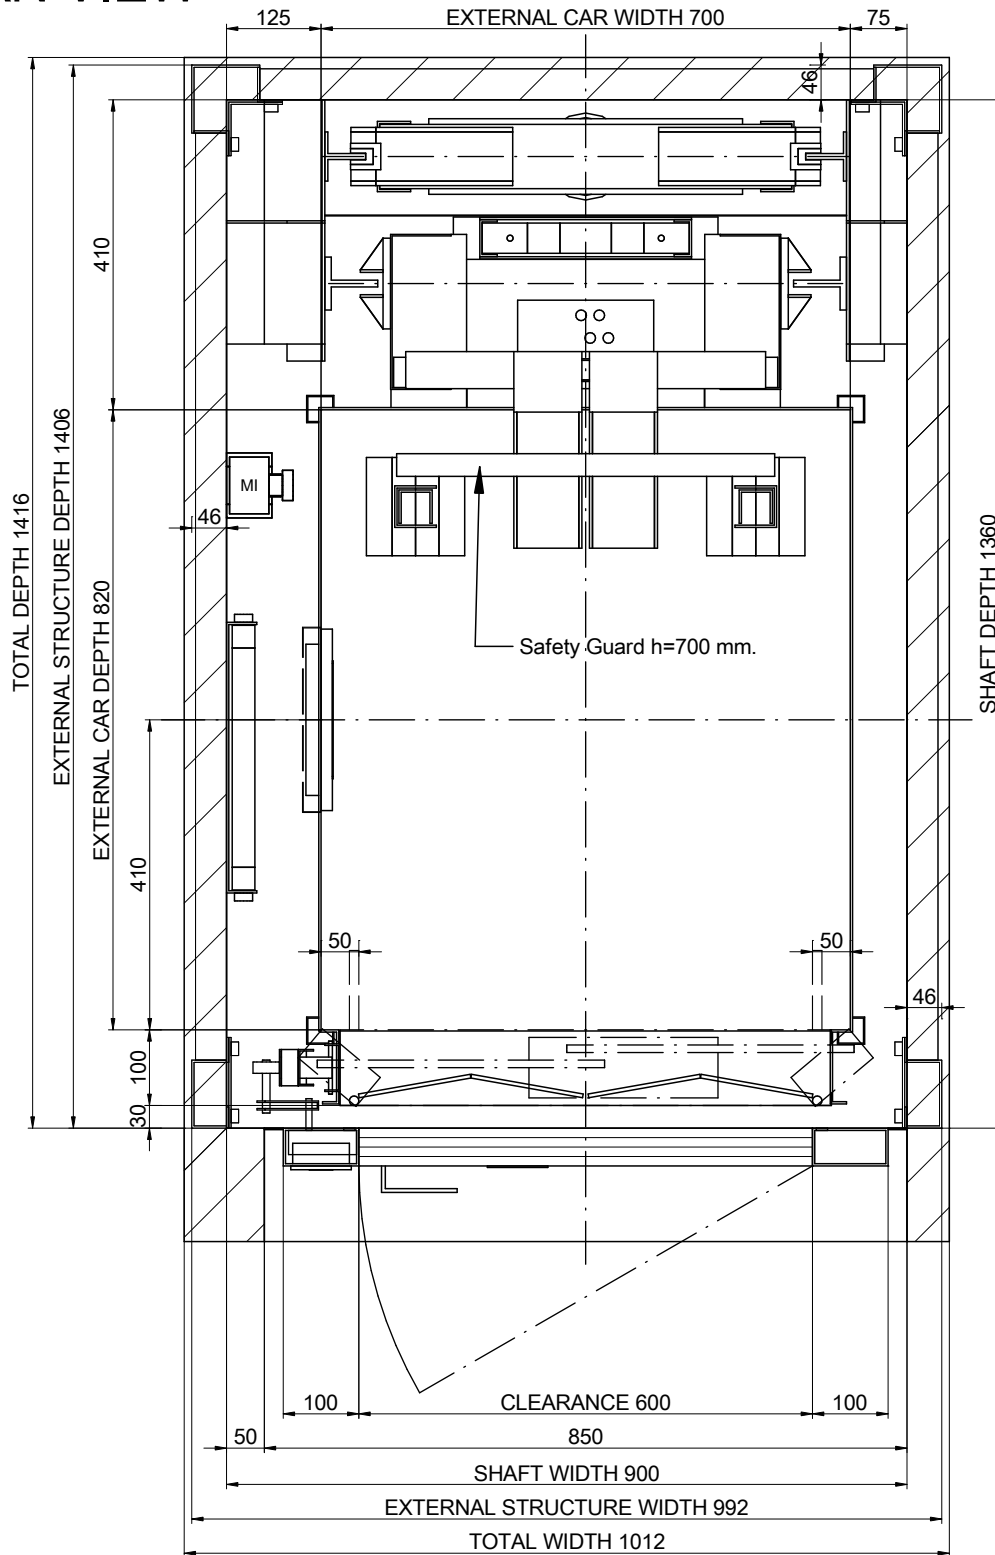 125
EXTERNAL CAR WIDTH 700
75
46
410
MI
46
TOTAL DEPTH 1416
EXTERNAL STRUCTURE DEPTH 1406
EXTERNAL CAR DEPTH 820
SHAFT DEPTH 1360
Safety Guard h=700 mm.
410
50
50
46
100
30
100
CLEARANCE 600
100
50
850
SHAFT WIDTH 900
EXTERNAL STRUCTURE WIDTH 992
TOTAL WIDTH 1012